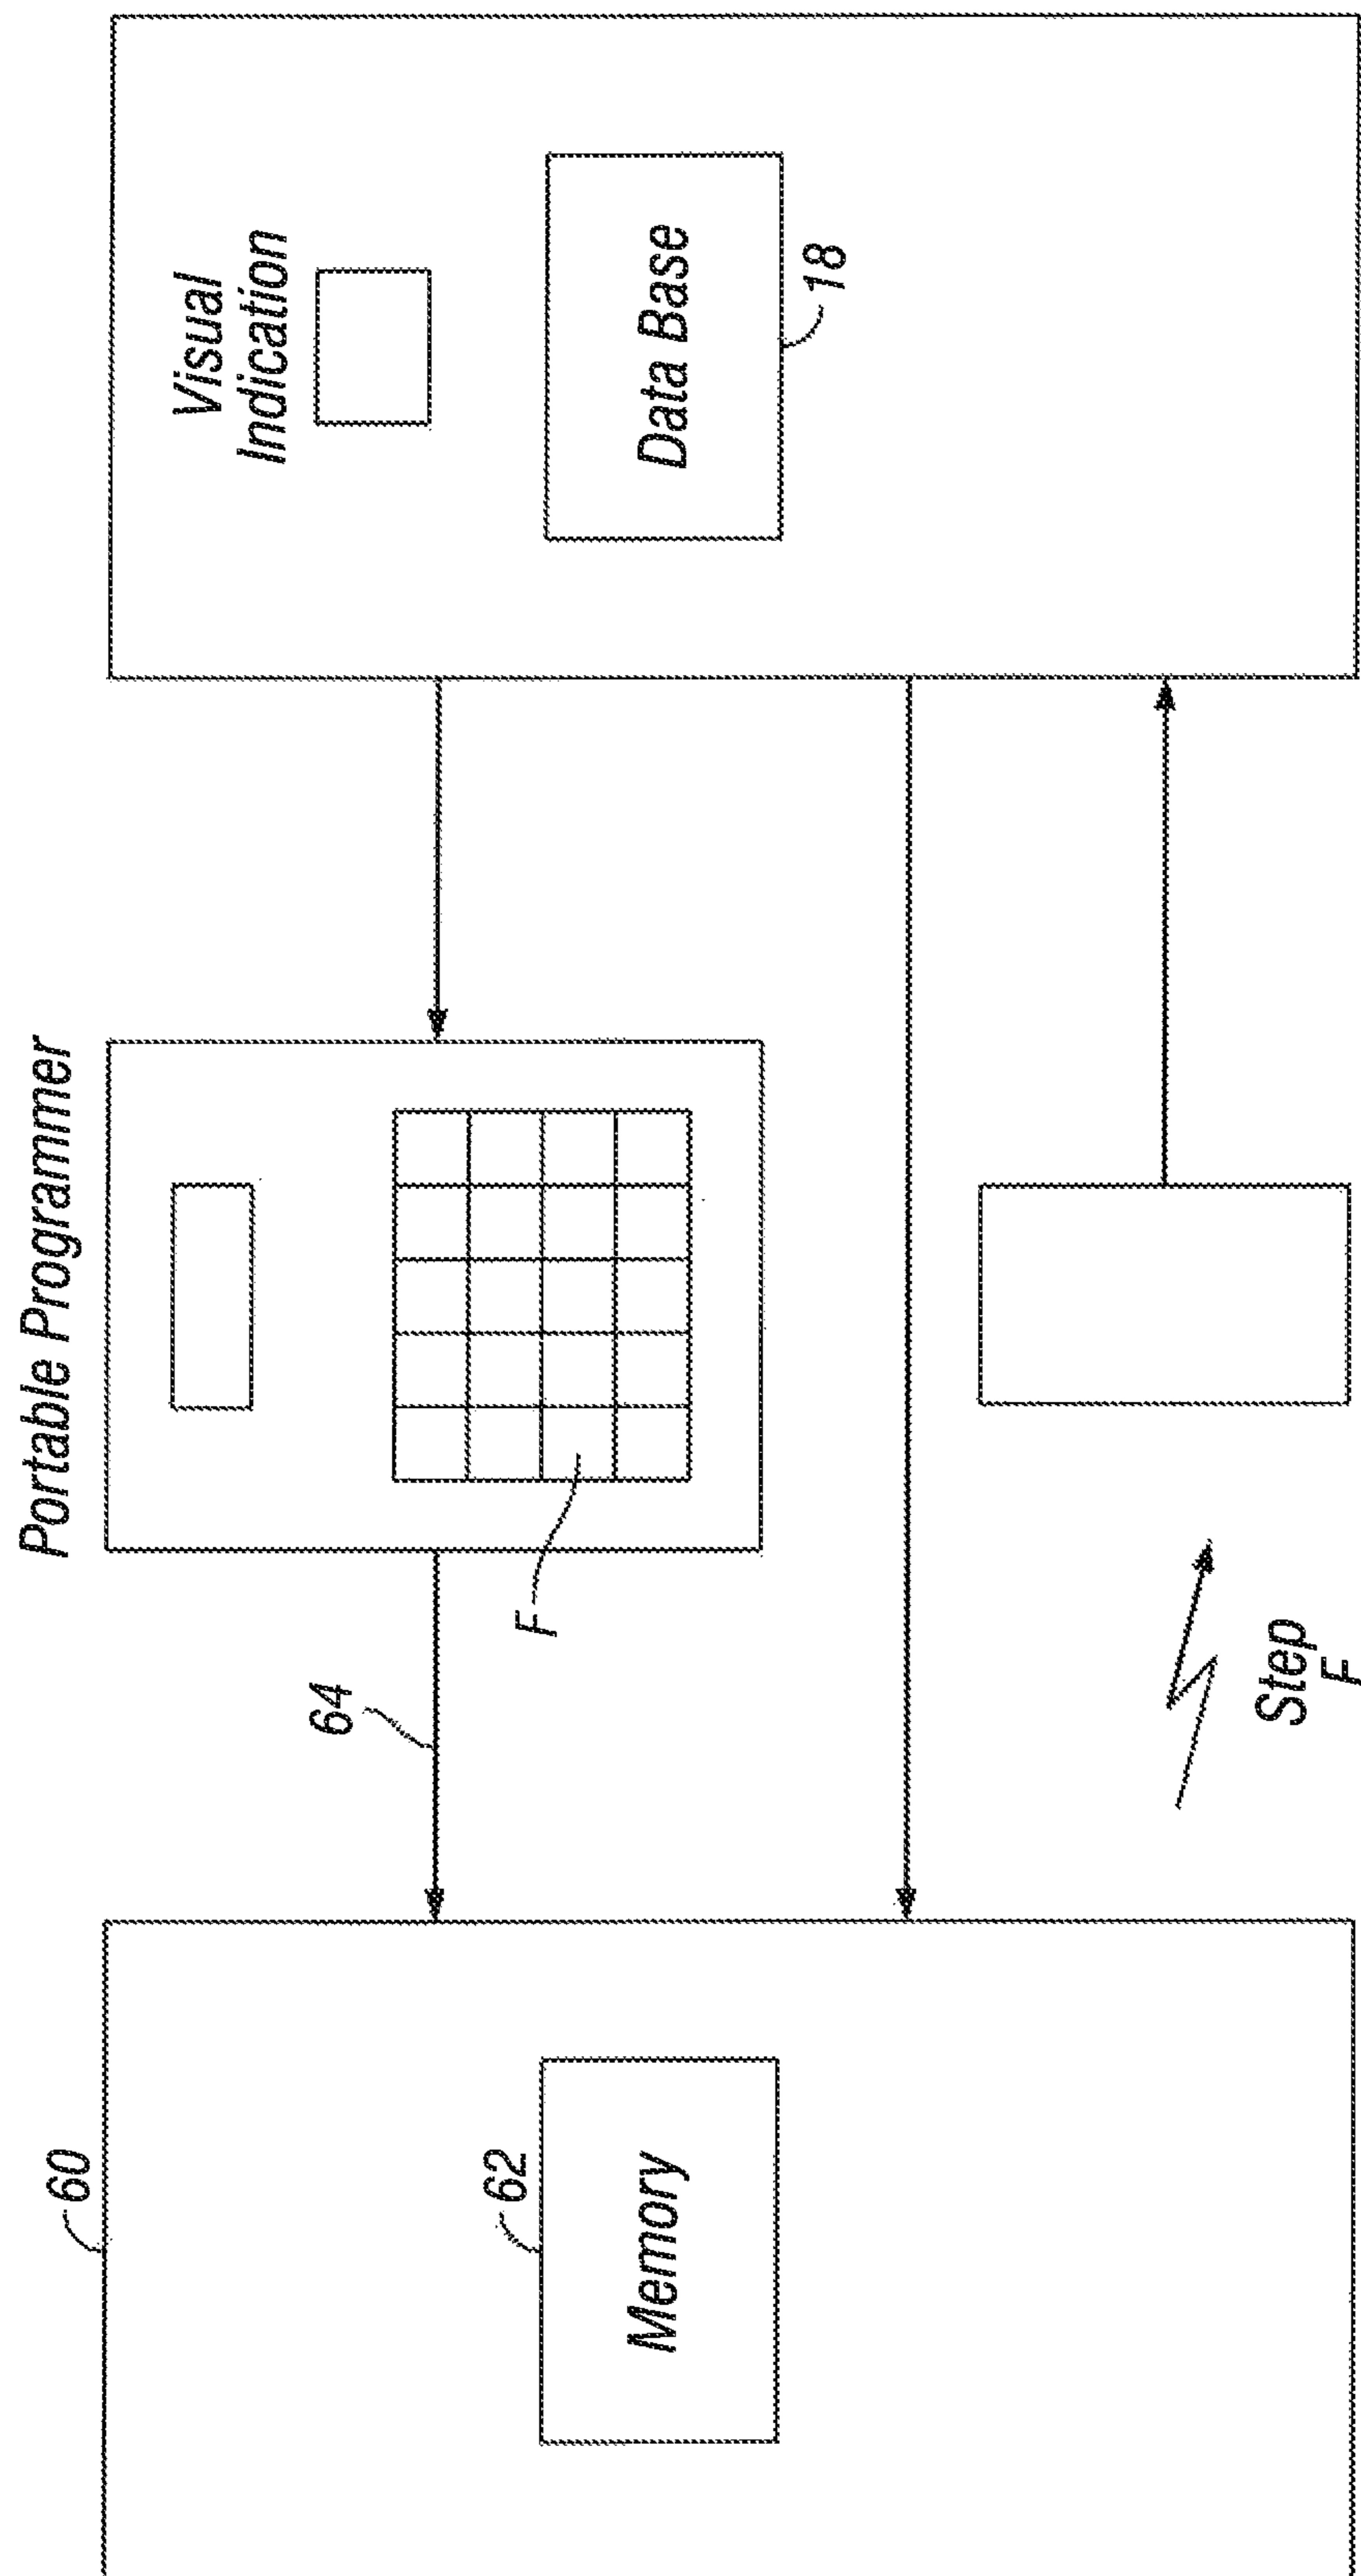 60
62
Memory
64
Portable Programmer
F
Step
F
Visual
Indication
Data Base
18